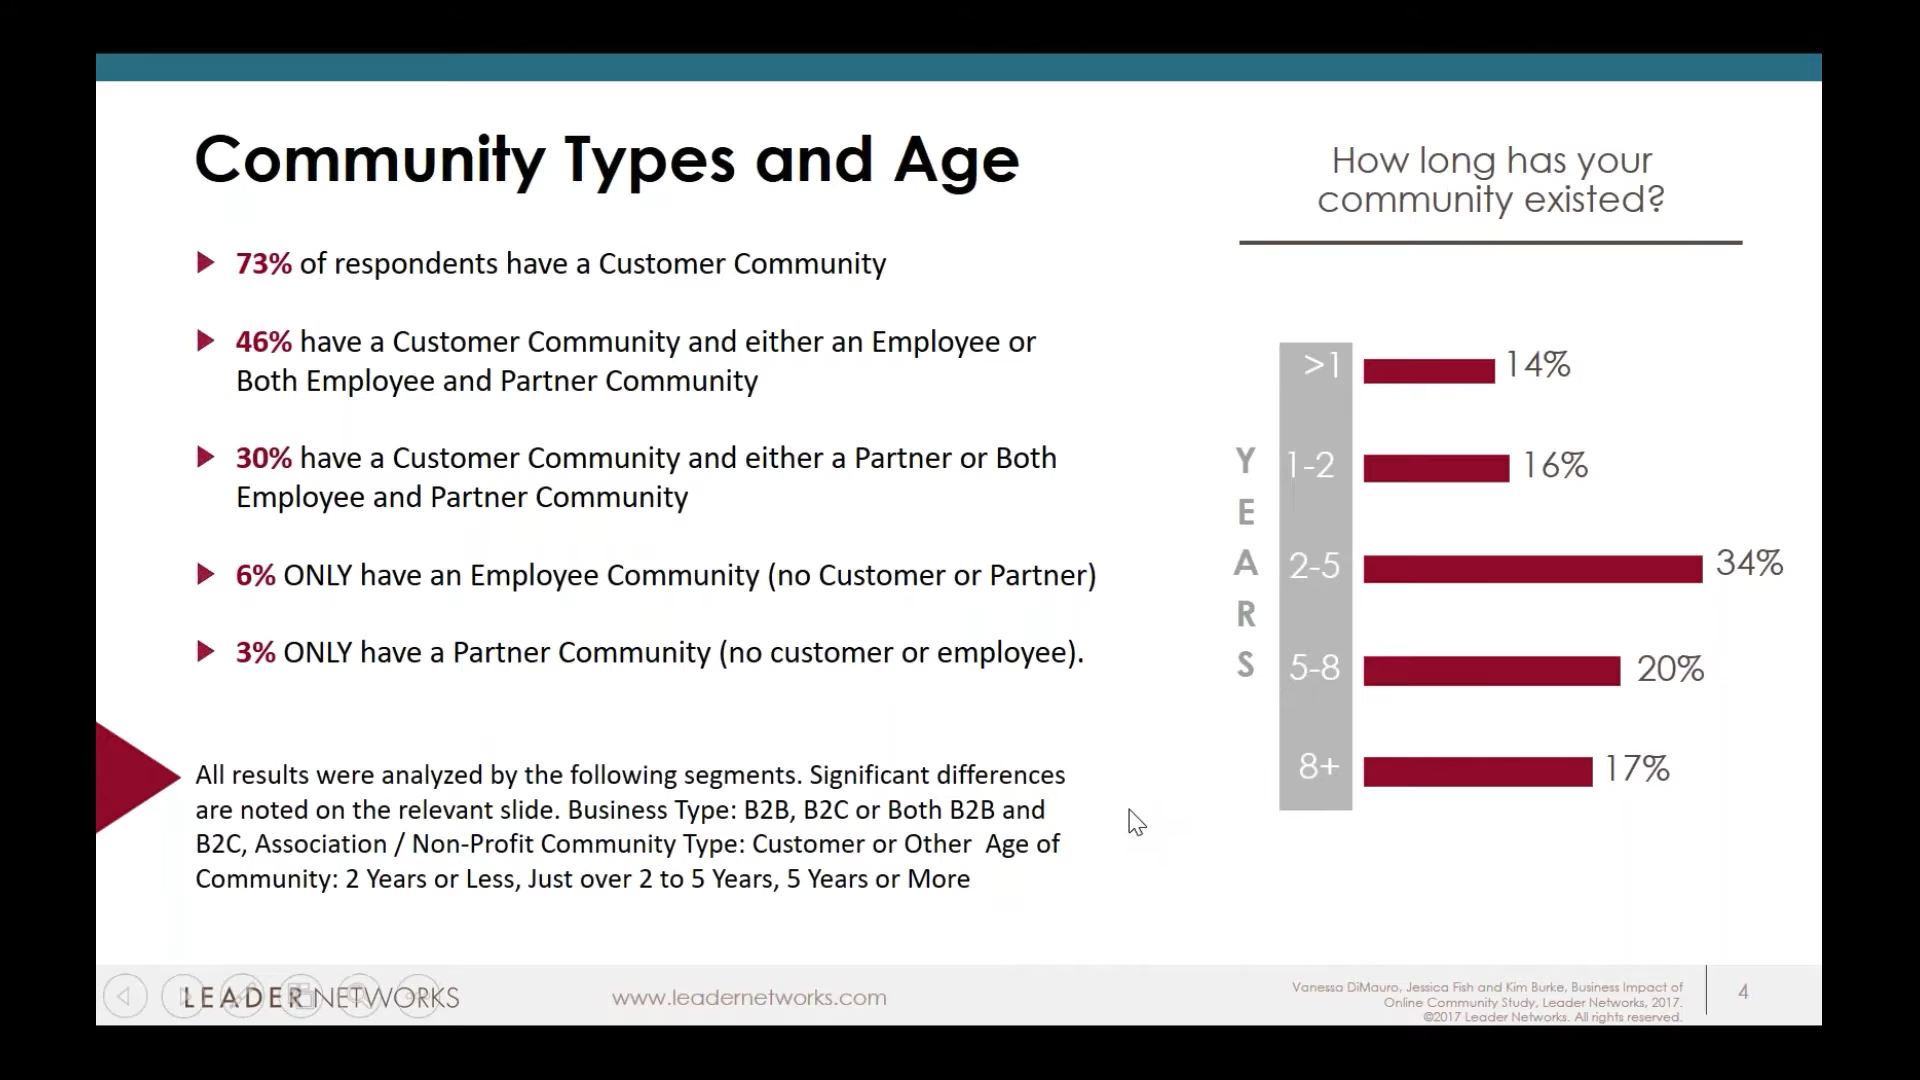 Community Types and Age
73% of respondents have a Customer Community
46% have a Customer Community and either an Employee or
Both Employee and Partner Community
30% have a Customer Community and either a Partner or Both
Employee and Partner Community
6% ONLY have an Employee Community (no Customer or Partner)
3% ONLY have a Partner Community (no customer or employee).
All results were analyzed by the following segments. Significant differences
are noted on the relevant slide. Business Type: B2B, B2C or Both B2B and
B2C, Association / Non-Profit Community Type: Customer or Other  Age of
Community: 2 Years or Less, Just over 2 to 5 Years, 5 Years or More
How long has your
community existed?
YEARS
>1 14%
1-2 16%
2-5 34%
5-8 20%
8+ 17%
LEADER NETWORKS
www.leadernetworks.com
Vanessa DiMauro, Jessica Fish and Kim Burke, Business Impact of
Online Community Study, Leader Networks, 2017.
©2017 Leader Networks. All rights reserved.
4